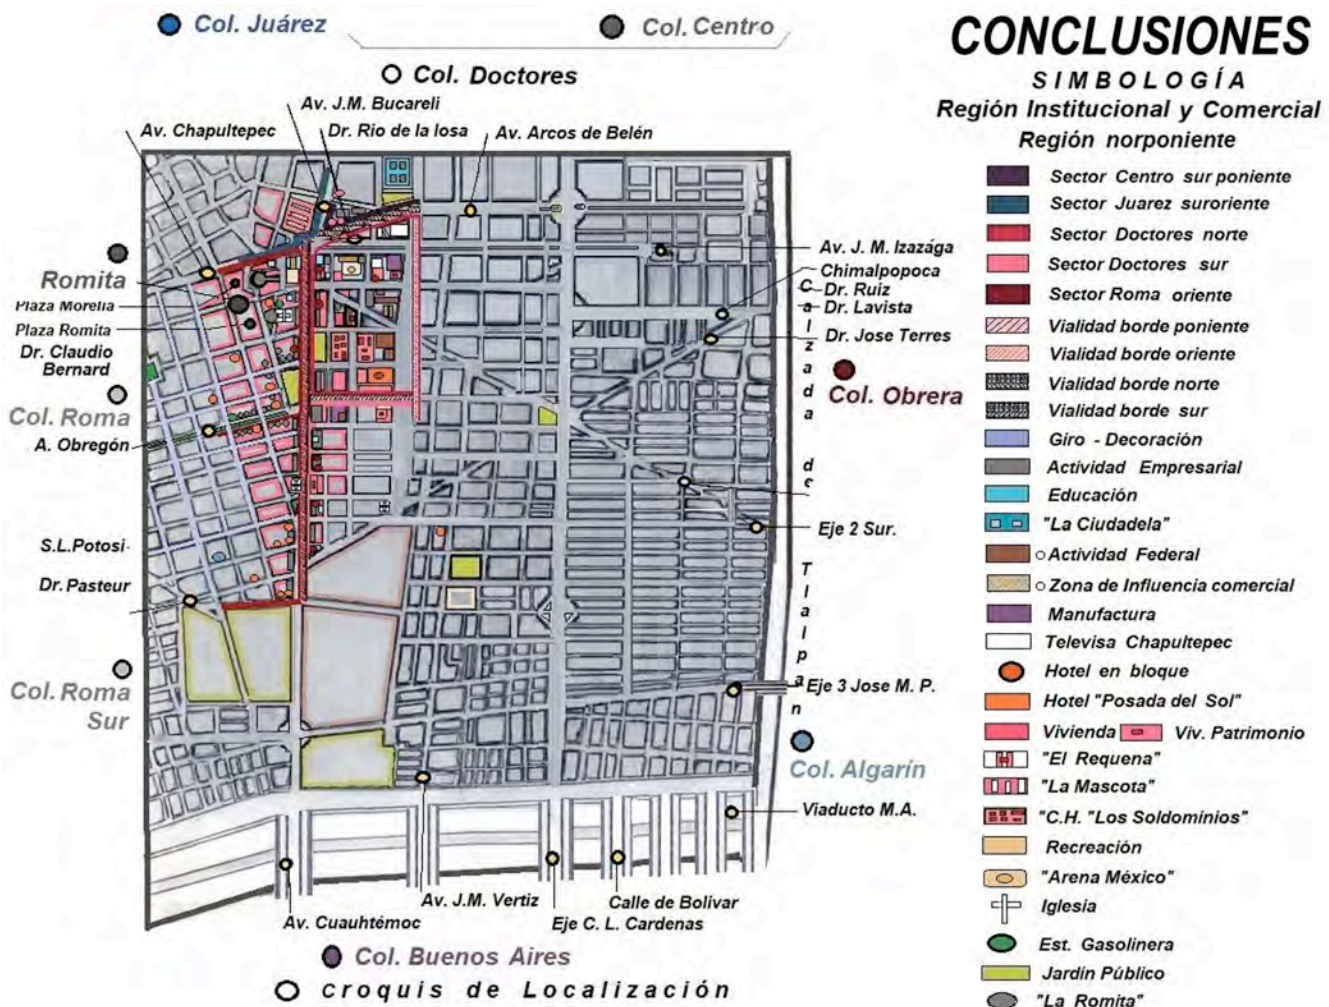 Col. Juárez
Col. Centro
Col. Doctores
Av. J.M. Bucareli
Av. Chapultepec
Dr. Rio de la losa
Av. Arcos de Belén
Romita
Plaza Morelia
Plaza Romita
Dr. Claudio
Bernard
Col. Roma
A. Obregón
S.L.Potosi
Dr. Pasteur
Col. Roma
Sur
Av. J. M. Izazága
Chimalpopoca
Dr. Ruiz
Dr. Lavista
Dr. Jose Terres
Calzada de Tlalpan
Col. Obrera
Eje 2 Sur.
Eje 3 Jose M. P.
Col. Algarín
Viaducto M.A.
Av. Cuauhtémoc
Av. J.M. Vertiz
Eje C. L. Cardenas
Calle de Bolivar
Col. Buenos Aires
croquis de Localización
CONCLUSIONES
SIMBOLOGÍA
Región Institucional y Comercial
Región norponiente
Sector Centro sur poniente
Sector Juarez suroriente
Sector Doctores norte
Sector Doctores sur
Sector Roma oriente
Vialidad borde poniente
Vialidad borde oriente
Vialidad borde norte
Vialidad borde sur
Giro - Decoración
Actividad Empresarial
Educación
"La Ciudadela"
Actividad Federal
Zona de Influencia comercial
Manufactura
Televisa Chapultepec
Hotel en bloque
Hotel "Posada del Sol"
Vivienda Viv. Patrimonio
"El Requena"
"La Mascota"
"C.H. "Los Soldominios"
Recreación
"Arena México"
Iglesia
Est. Gasolinera
Jardín Público
"La Romita"